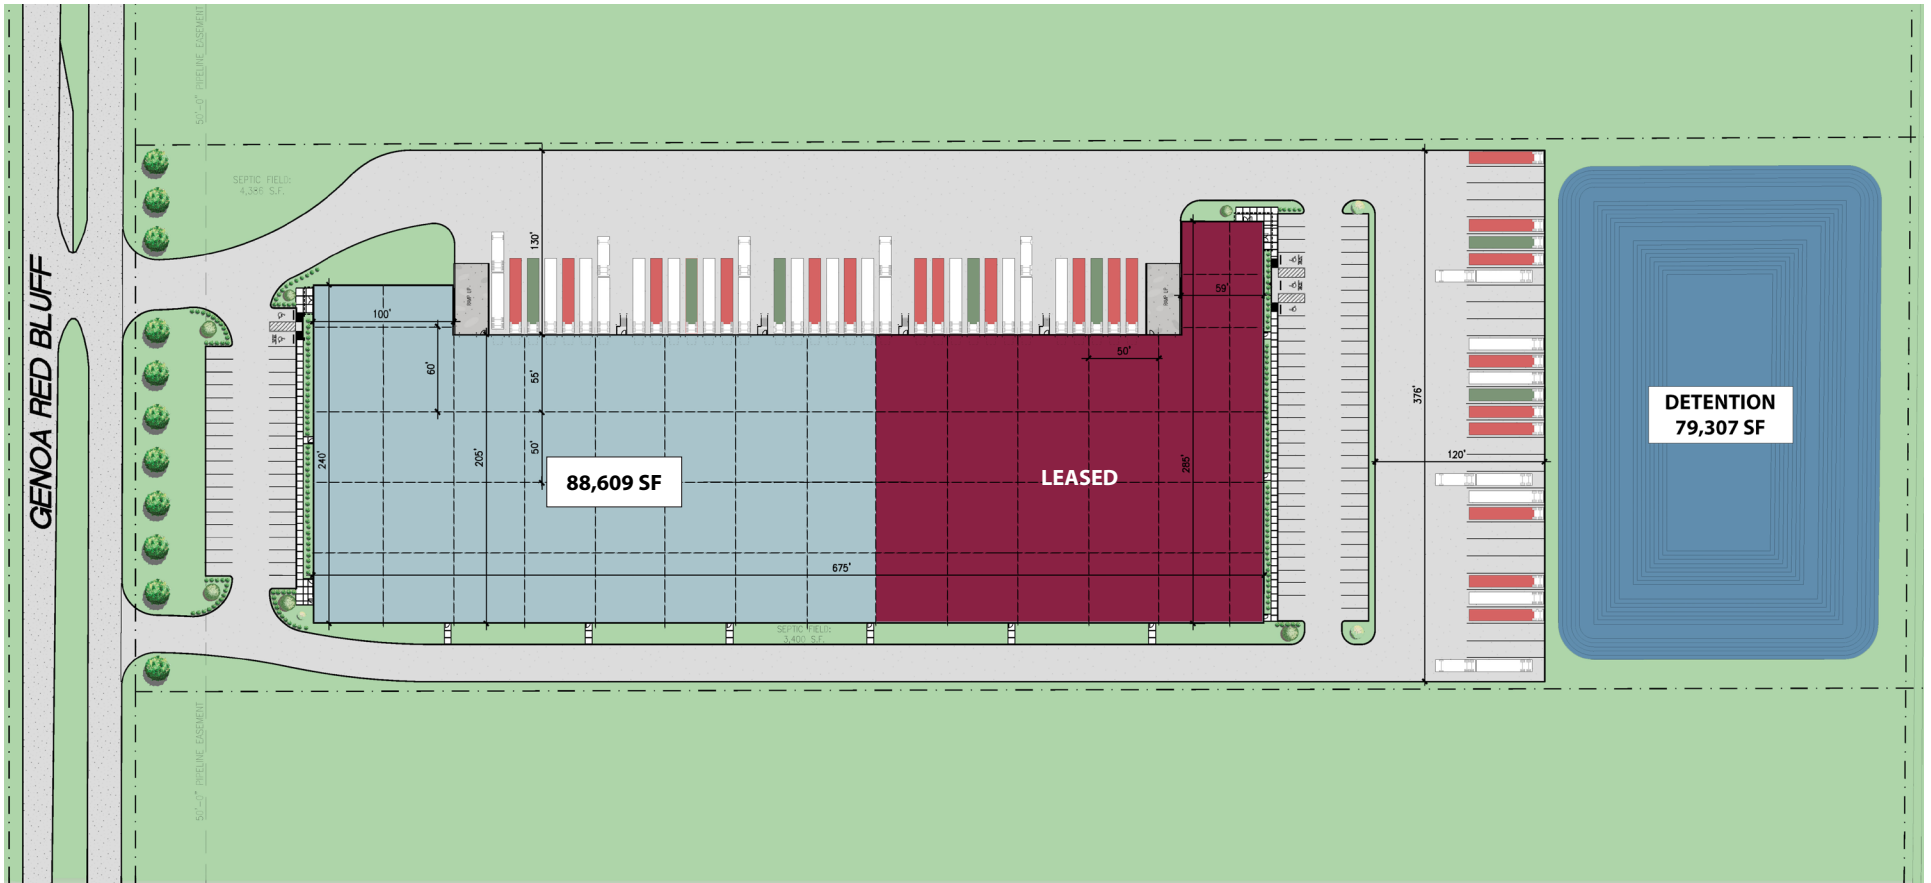 50'-0" PIPELINE EASEMENT
SEPTIC FIELD:
4,386 S.F.
GENOA RED BLUFF
130'
100'
60'
55'
50'
240'
205'
88,609 SF
675'
59'
50'
285'
LEASED
376'
120'
DETENTION
79,307 SF
SEPTIC FIELD:
3,400 S.F.
50'-0" PIPELINE EASEMENT